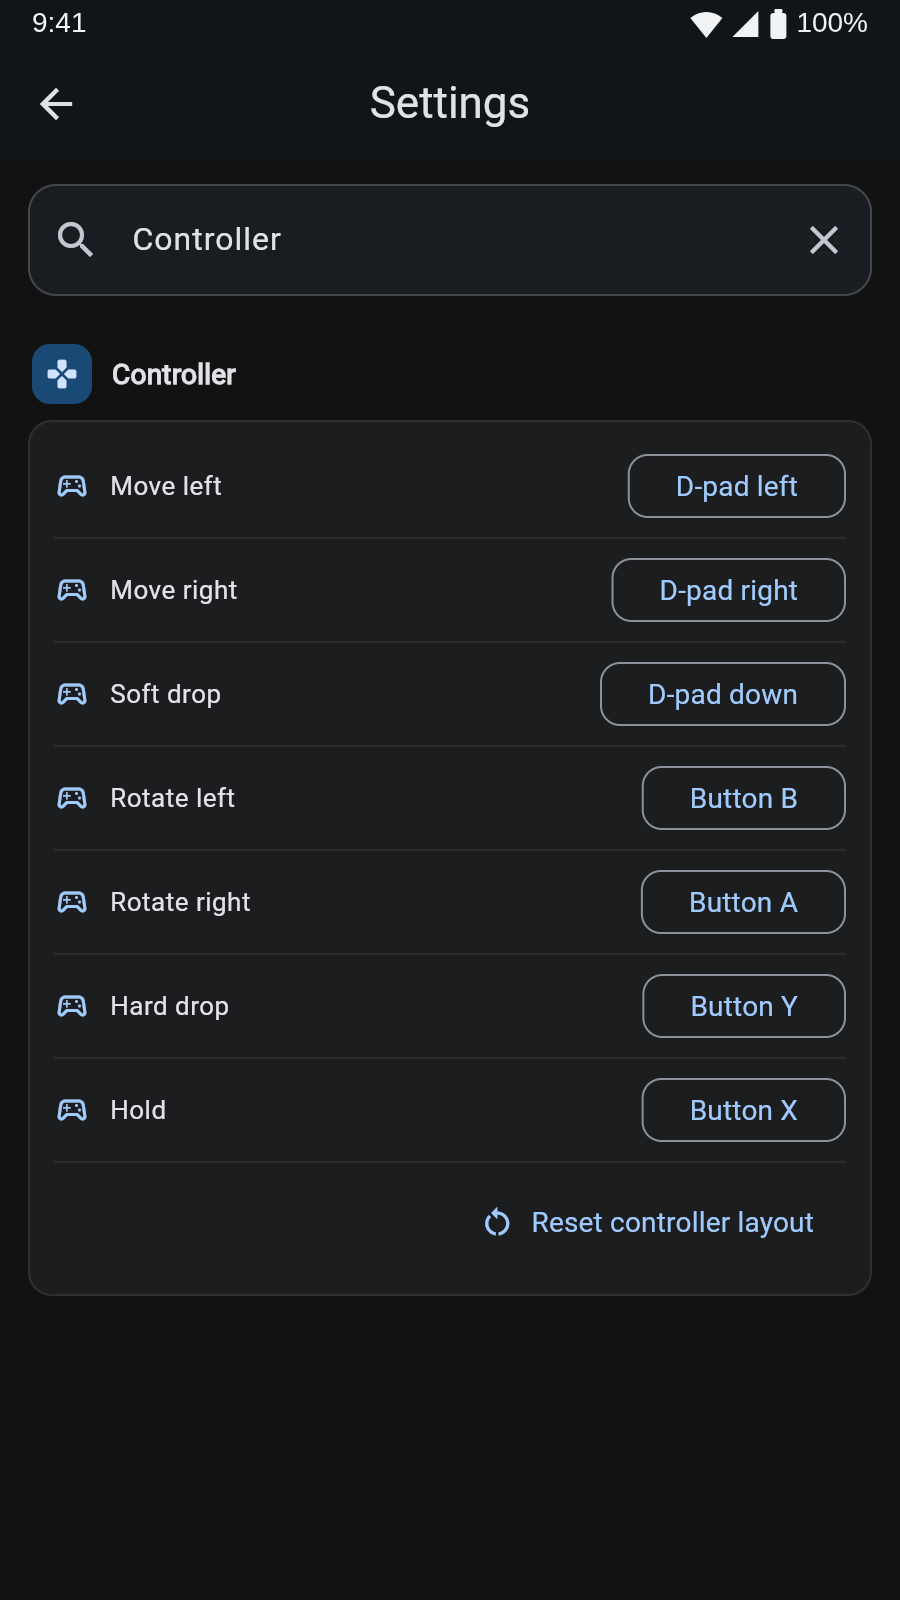 9:41
100%
Settings
Controller
Controller
Move left
D-pad left
Move right
D-pad right
Soft drop
D-pad down
Rotate left
Button B
Rotate right
Button A
Hard drop
Button Y
Hold
Button X
Reset controller layout